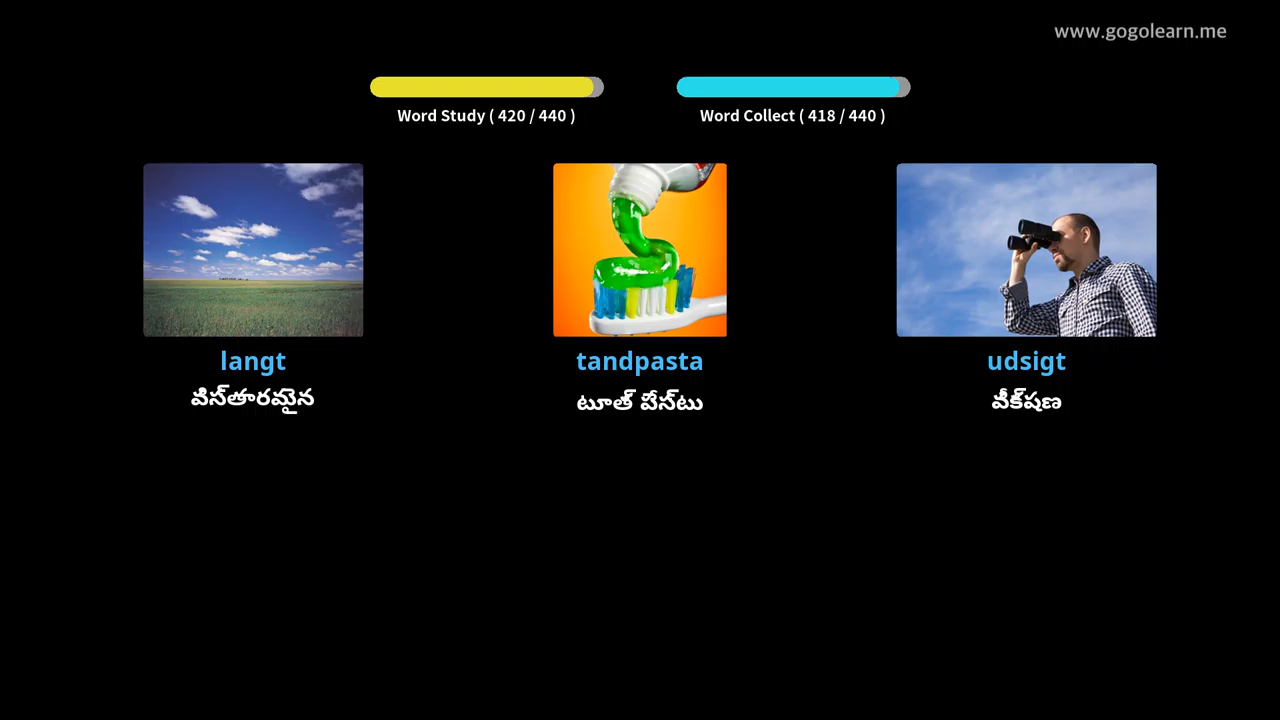 www.gogolearn.me
Word Study ( 420 / 440 )
Word Collect ( 418 / 440 )
langt
tandpasta
udsigt
విస్‌తారమైన
టూత్ పేస్‌టు
వీక్‌షణ